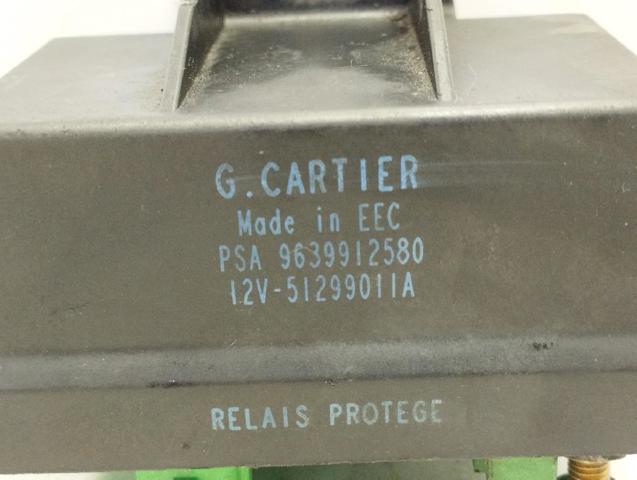 G.CARTIER
Made in EEC
PSA 9639912580
12V-51299011A
RELAIS PROTEGE